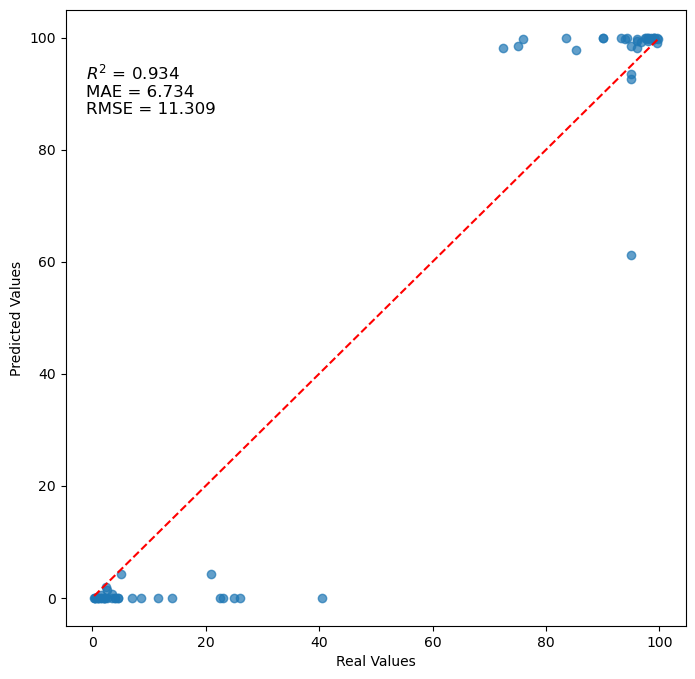 R² = 0.934
MAE = 6.734
RMSE = 11.309
100
80
60
40
20
0
Predicted Values
0 20 40 60 80 100
Real Values